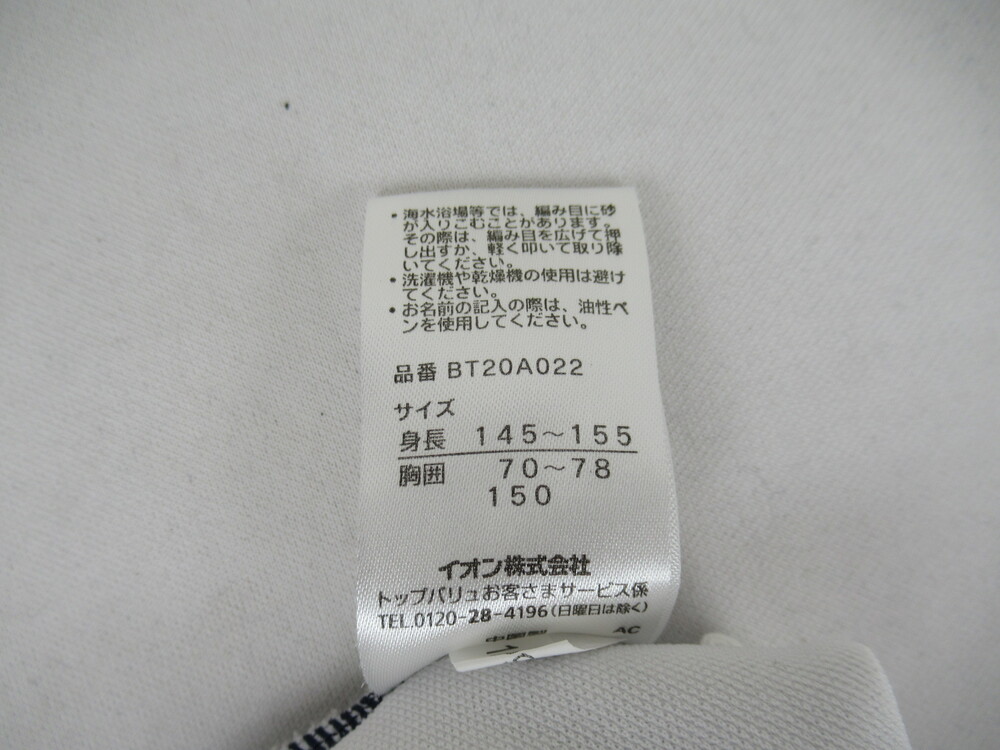 ・海水浴場等では、編み目に砂
が入りこむことがあります。
その際は、編み目を広げて押
し出すか、軽く叩いて取り除
いてください。
・洗濯機や乾燥機の使用は避け
てください。
・お名前の記入の際は、油性ペ
ンを使用してください。
品番 BT20A022
サイズ
身長 145~155
胸囲 70~78
150
イオン株式会社
トップバリュお客さまサービス係
TEL.0120-28-4196(日曜日は除く)
中国製 AC